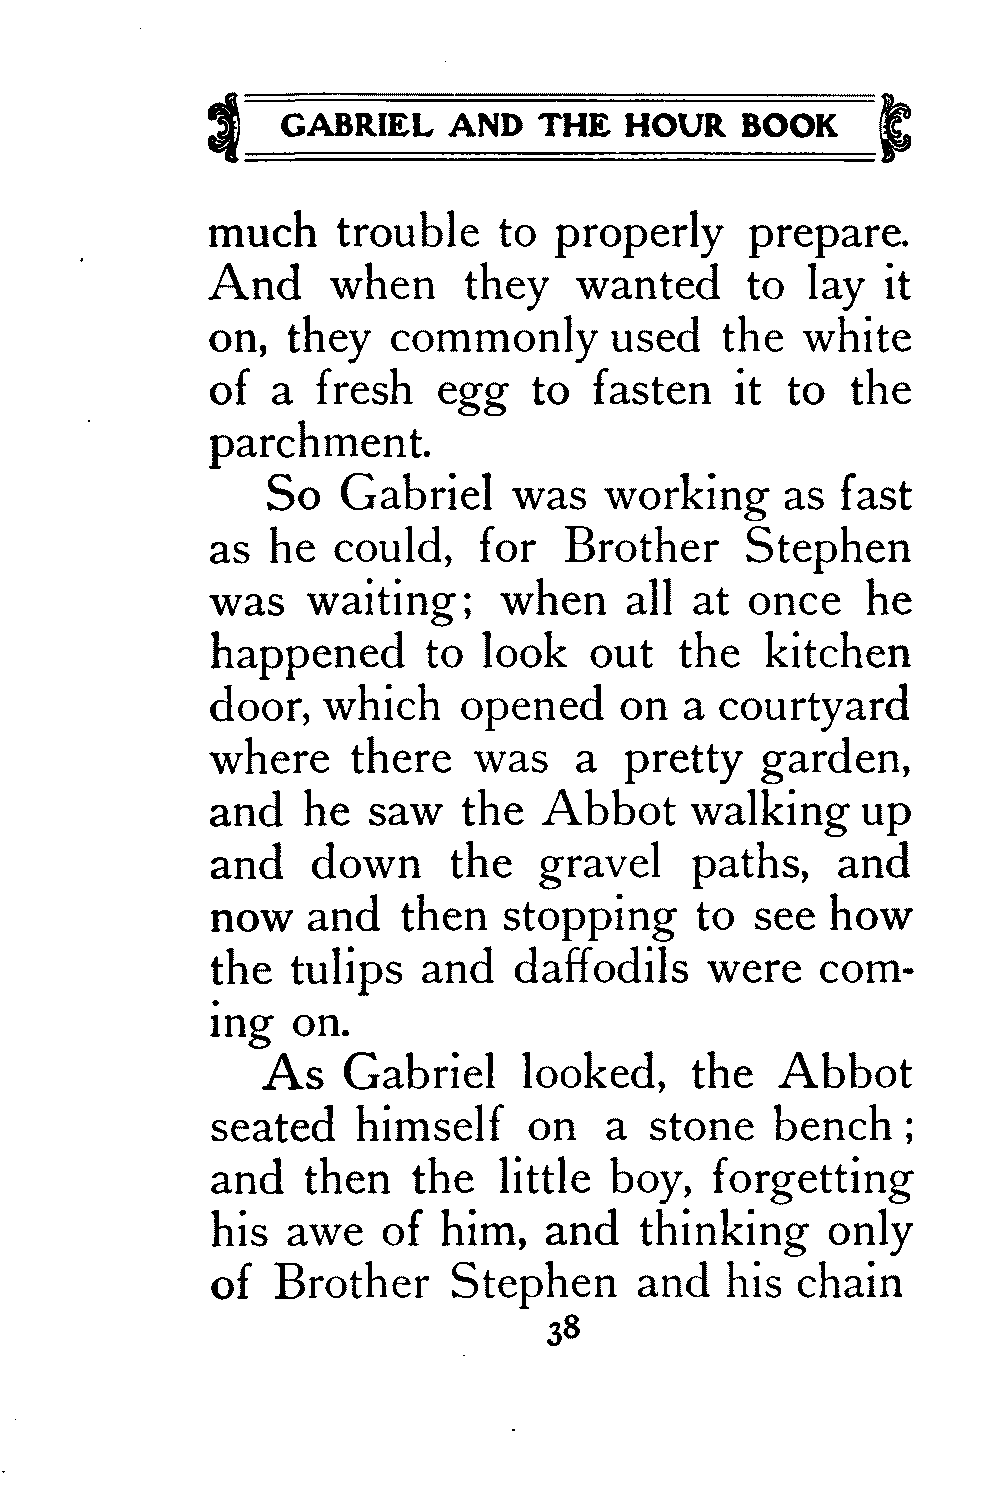 GABRIEL AND THE HOUR BOOK
much trouble to properly prepare.
And when they wanted to lay it
on, they commonly used the white
of a fresh egg to fasten it to the
parchment.
So Gabriel was working as fast
as he could, for Brother Stephen
was waiting; when all at once he
happened to look out the kitchen
door, which opened on a courtyard
where there was a pretty garden,
and he saw the Abbot walking up
and down the gravel paths, and
now and then stopping to see how
the tulips and daffodils were com-
ing on.
As Gabriel looked, the Abbot
seated himself on a stone bench;
and then the little boy, forgetting
his awe of him, and thinking only
of Brother Stephen and his chain
38